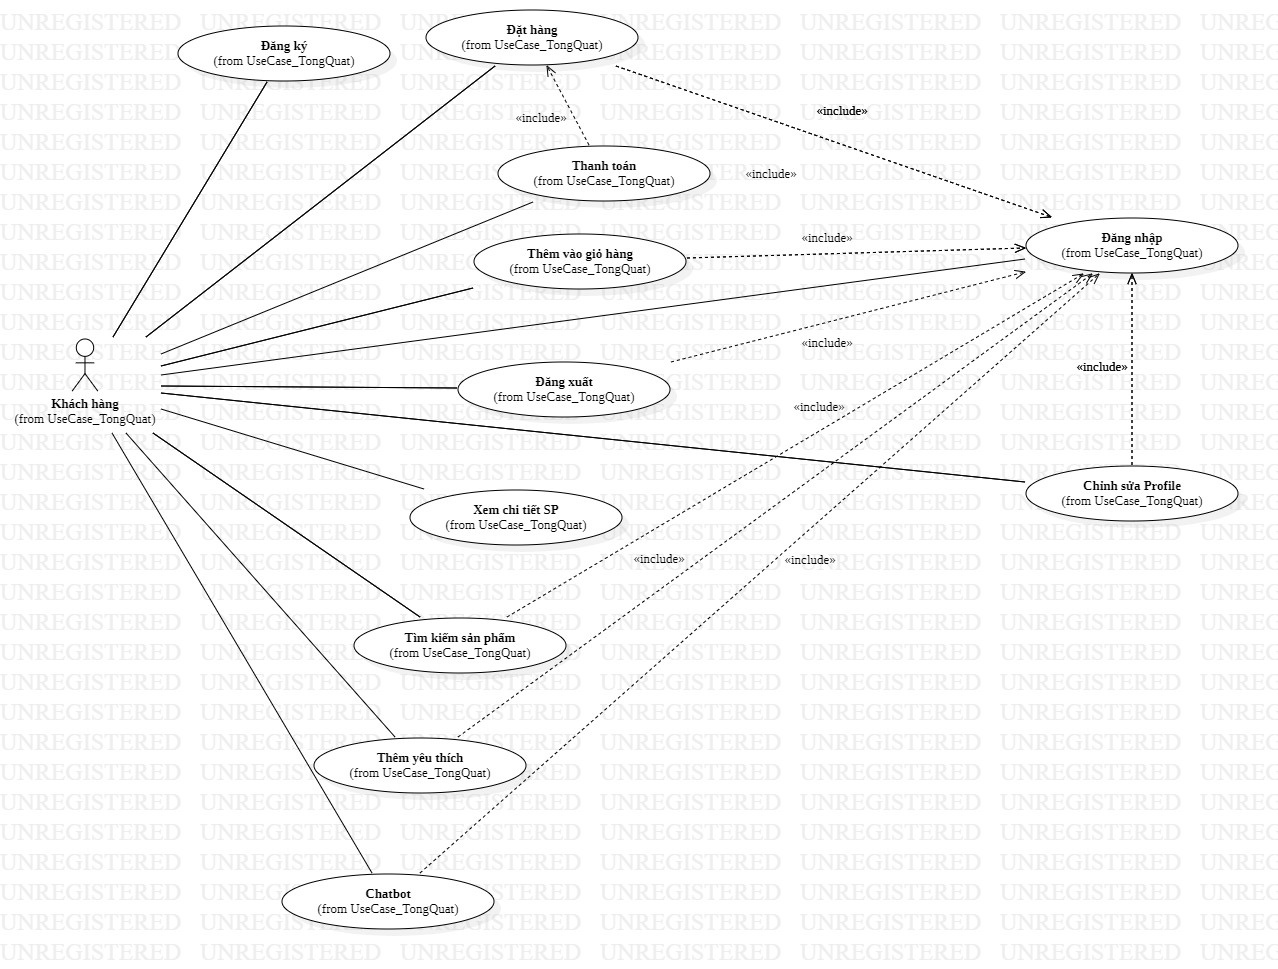 Đăng ký
(from UseCase_TongQuat)
Đặt hàng
(from UseCase_TongQuat)
«include»
«include»
Thanh toán
(from UseCase_TongQuat)
«include»
Thêm vào giỏ hàng
(from UseCase_TongQuat)
«include»
Đăng nhập
(from UseCase_TongQuat)
«include»
Khách hàng
(from UseCase_TongQuat)
Đăng xuất
(from UseCase_TongQuat)
«include»
«include»
Chỉnh sửa Profile
(from UseCase_TongQuat)
Xem chi tiết SP
(from UseCase_TongQuat)
«include»
«include»
Tìm kiếm sản phẩm
(from UseCase_TongQuat)
Thêm yêu thích
(from UseCase_TongQuat)
Chatbot
(from UseCase_TongQuat)
UNREGISTERED